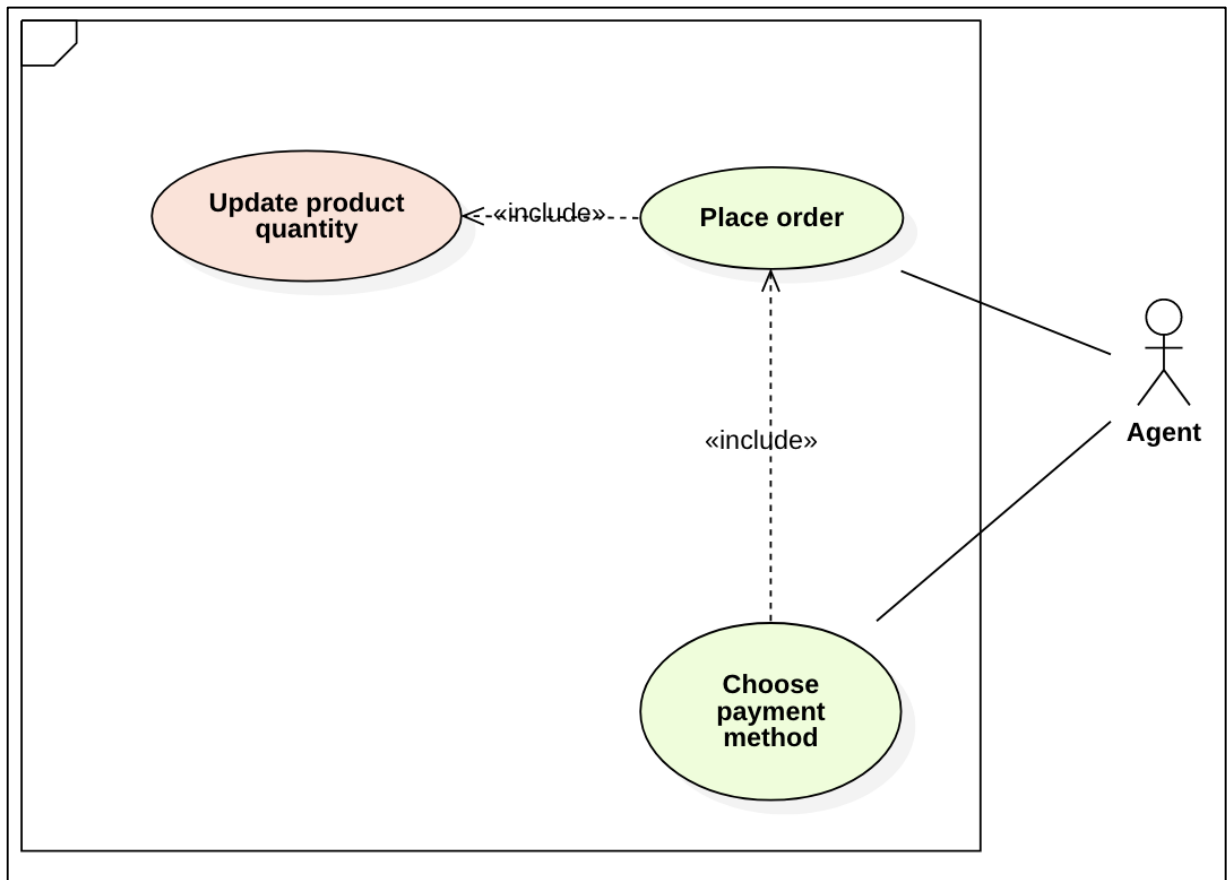 Update product
quantity
«include»
Place order
«include»
Agent
Choose
payment
method